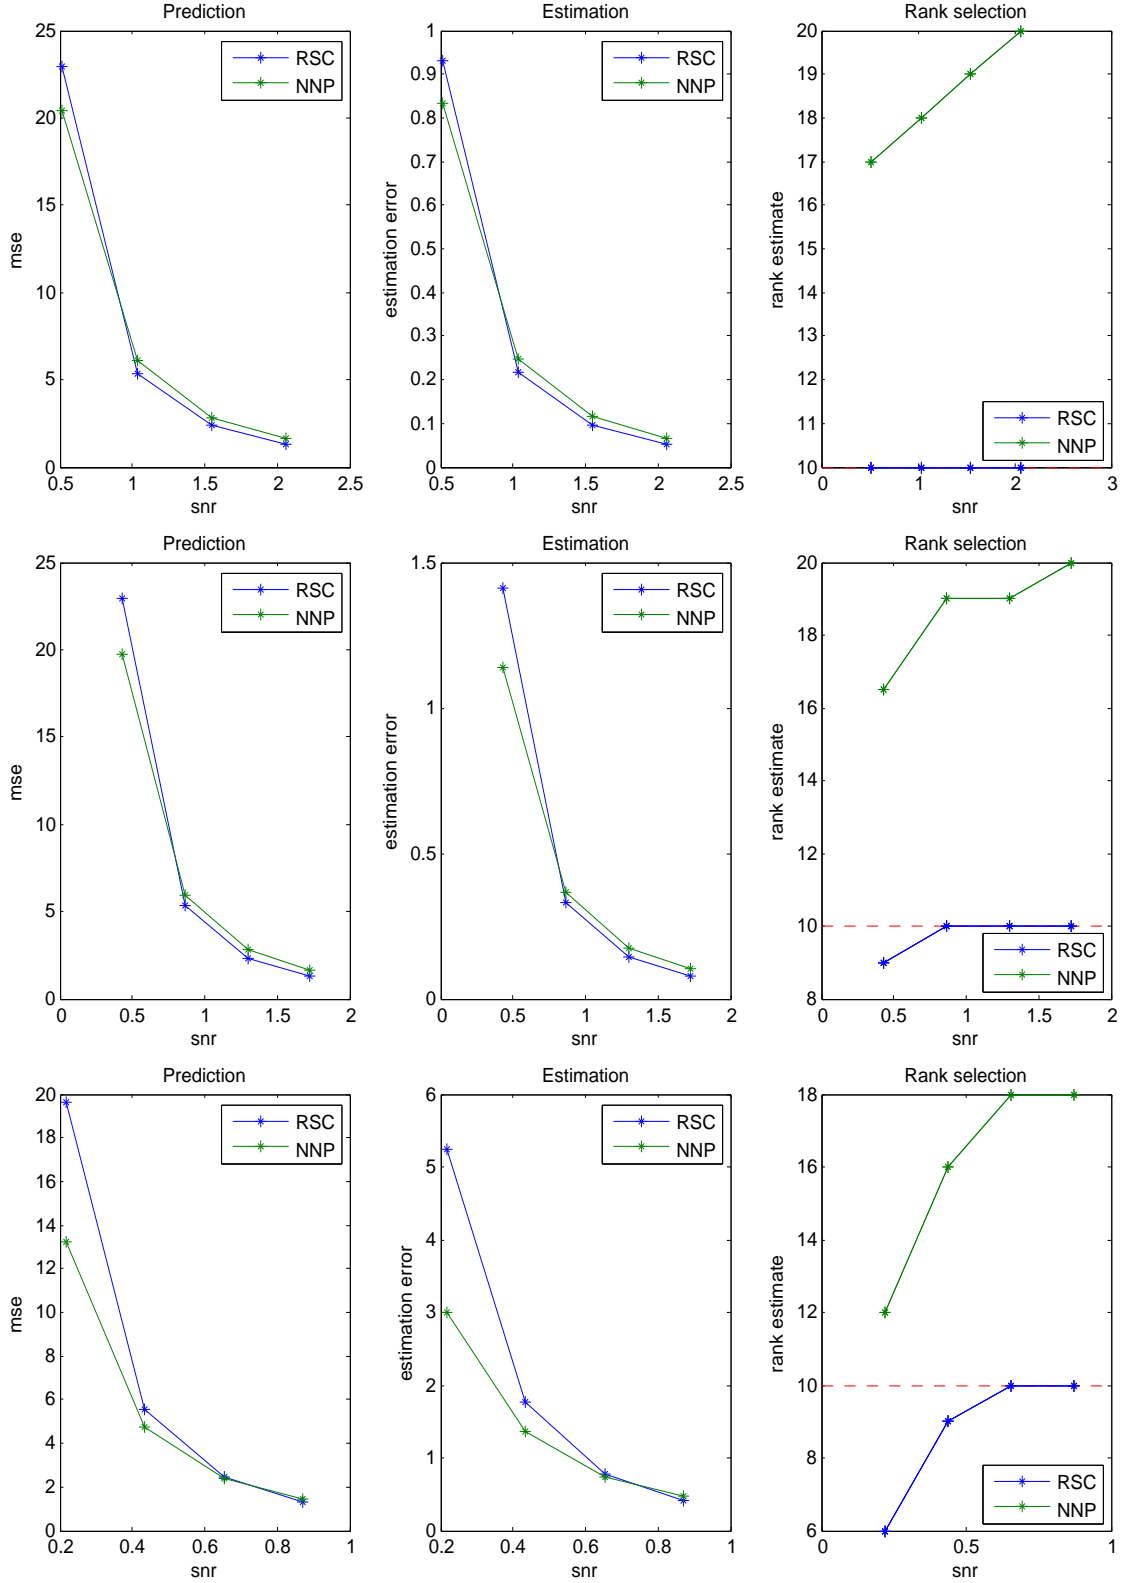 Prediction
25
20
15
10
5
0
0.5 1 1.5 2 2.5
mse
snr
RSC
NNP
Estimation
1
0.9
0.8
0.7
0.6
0.5
0.4
0.3
0.2
0.1
0
0.5 1 1.5 2 2.5
estimation error
snr
RSC
NNP
Rank selection
20
19
18
17
16
15
14
13
12
11
10
0 1 2 3
rank estimate
snr
RSC
NNP
Prediction
25
20
15
10
5
0
0 0.5 1 1.5 2
mse
snr
RSC
NNP
Estimation
1.5
1
0.5
0
0 0.5 1 1.5 2
estimation error
snr
RSC
NNP
Rank selection
20
18
16
14
12
10
8
0 0.5 1 1.5 2
rank estimate
snr
RSC
NNP
Prediction
20
18
16
14
12
10
8
6
4
2
0
0.2 0.4 0.6 0.8 1
mse
snr
RSC
NNP
Estimation
6
5
4
3
2
1
0
0.2 0.4 0.6 0.8 1
estimation error
snr
RSC
NNP
Rank selection
18
16
14
12
10
8
6
0 0.5 1
rank estimate
snr
RSC
NNP